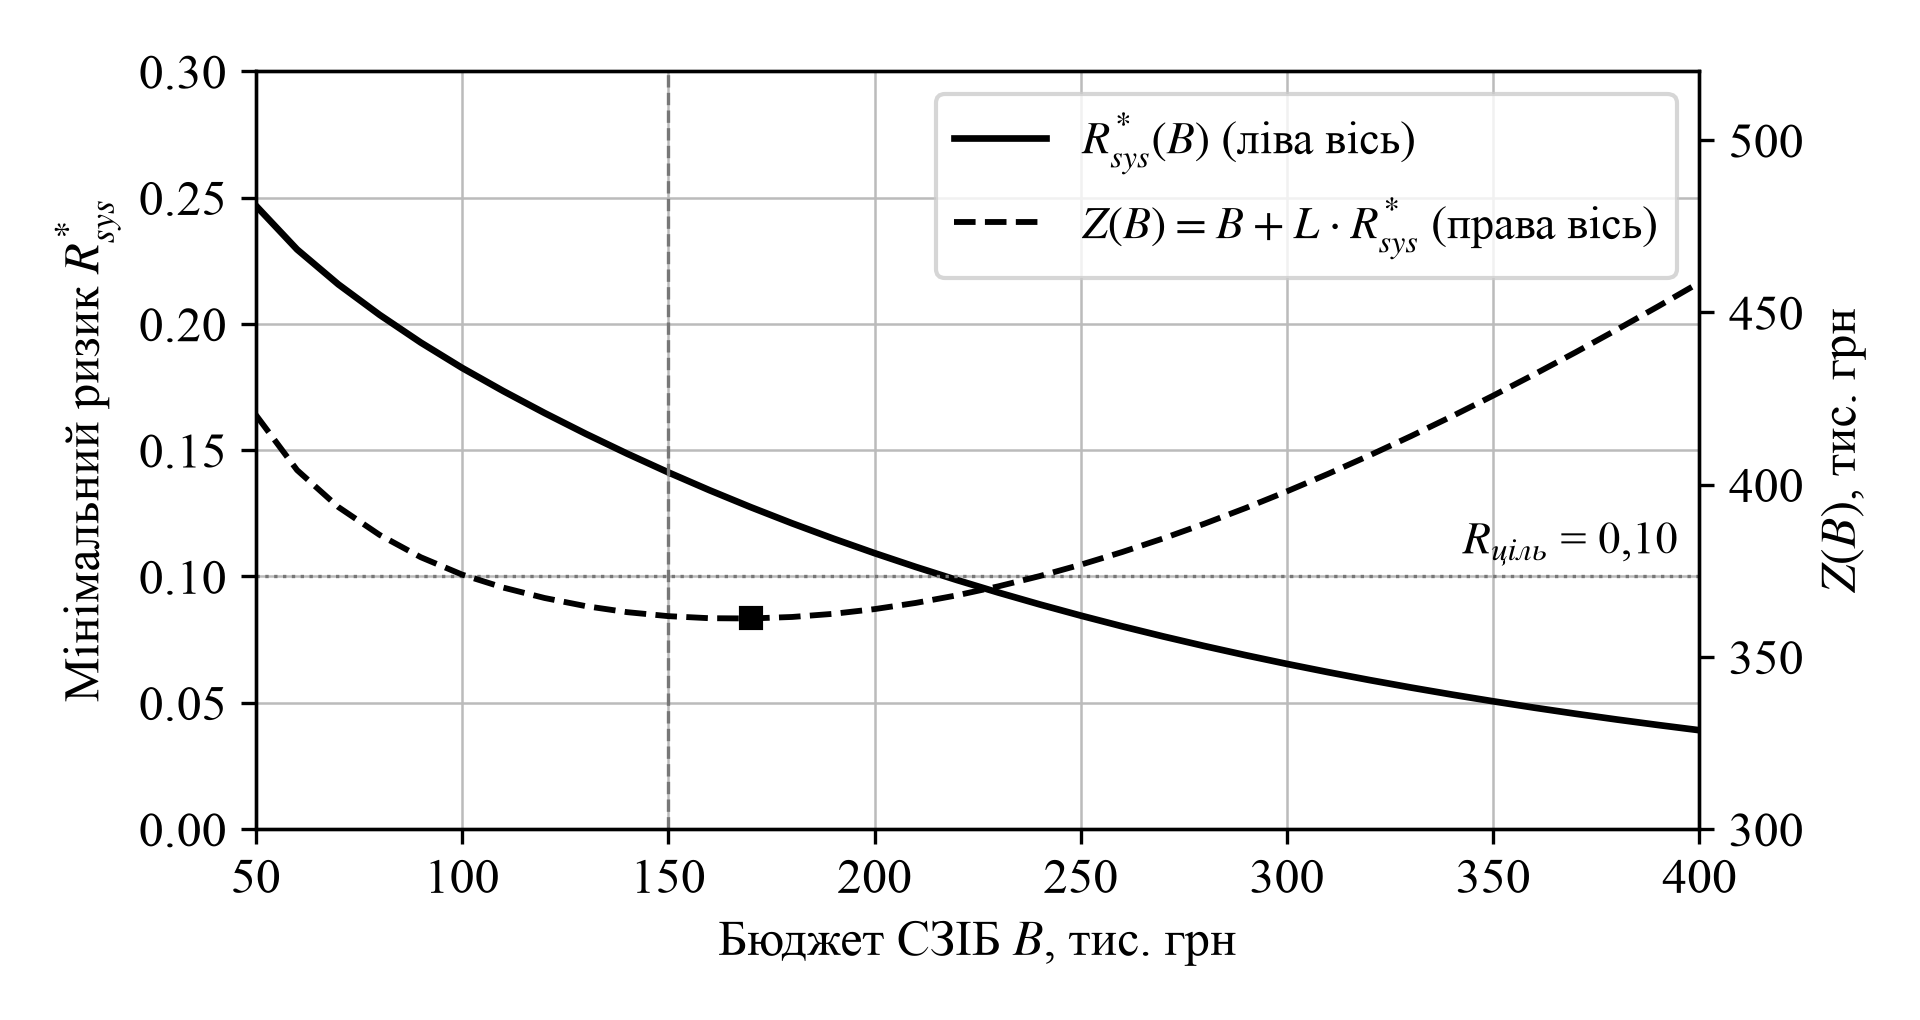 0.30
0.25
0.20
0.15
0.10
0.05
0.00
Мінімальний ризик R*sys
R*sys(B) (ліва вісь)
Z(B) = B + L · R*sys (права вісь)
Rціль = 0,10
500
450
400
350
300
Z(B), тис. грн
50 100 150 200 250 300 350 400
Бюджет СЗІБ B, тис. грн